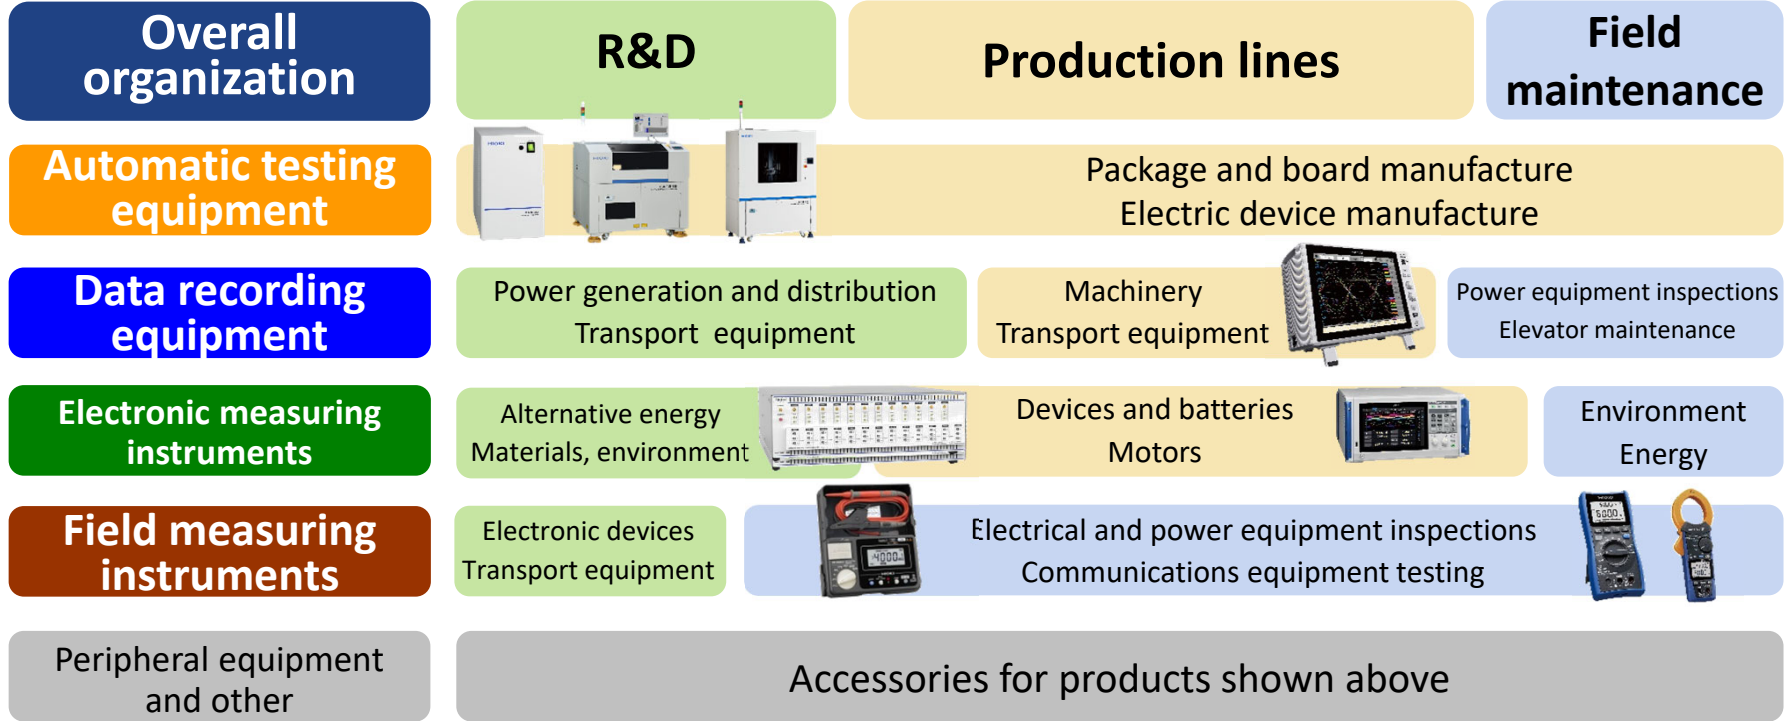 Overall
organization
R&D
Production lines
Field
maintenance
Automatic testing
equipment
Package and board manufacture
Electric device manufacture
Data recording
equipment
Power generation and distribution
Transport equipment
Machinery
Transport equipment
Power equipment inspections
Elevator maintenance
Electronic measuring
instruments
Alternative energy
Materials, environment
Devices and batteries
Motors
Environment
Energy
Field measuring
instruments
Electronic devices
Transport equipment
Electrical and power equipment inspections
Communications equipment testing
Peripheral equipment
and other
Accessories for products shown above